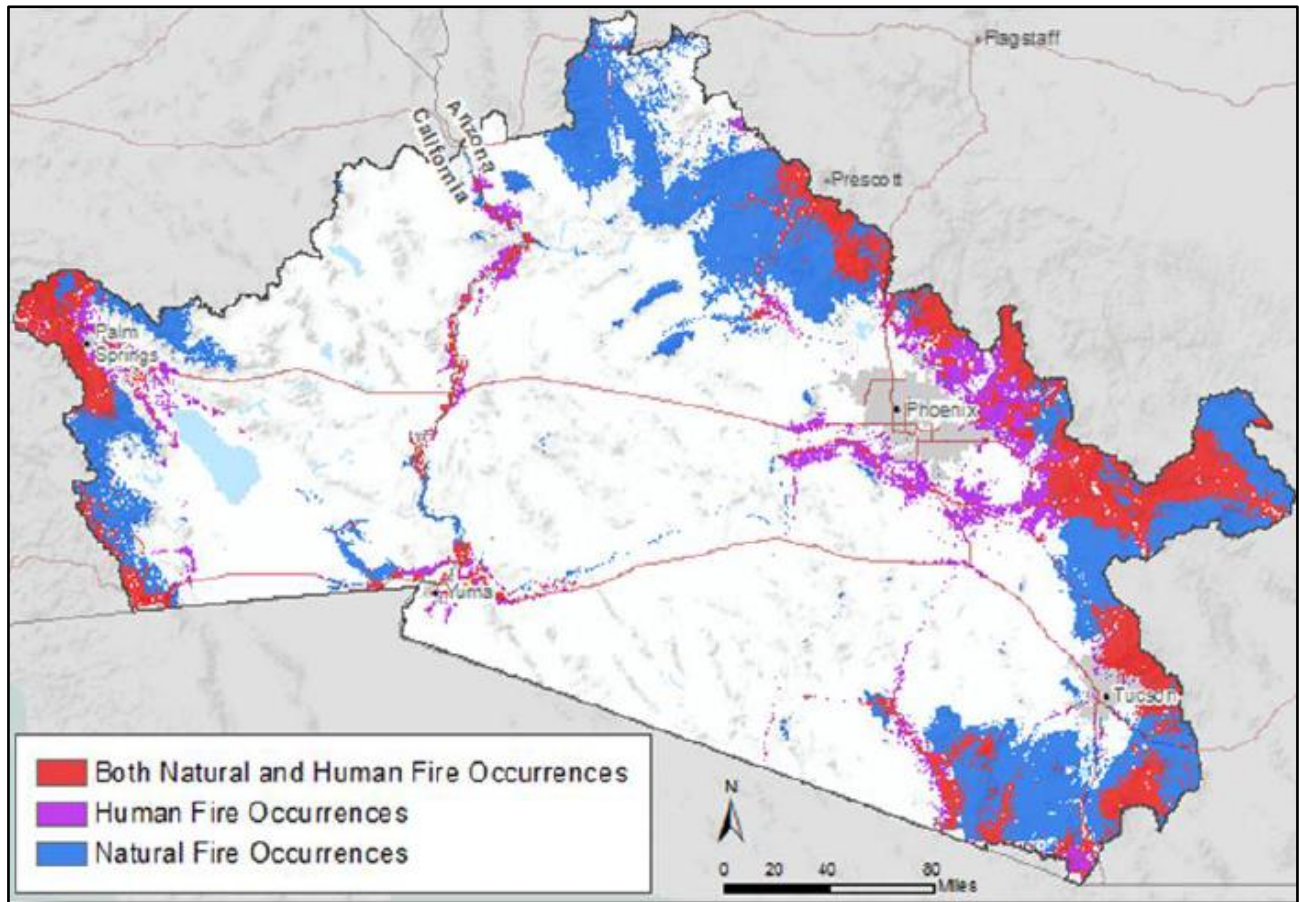 Flagstaff
Arizona
California
Prescott
Palm
Springs
Phoenix
Yuma
Tucson
Both Natural and Human Fire Occurrences
Human Fire Occurrences
Natural Fire Occurrences
N
0 20 40 80
Miles